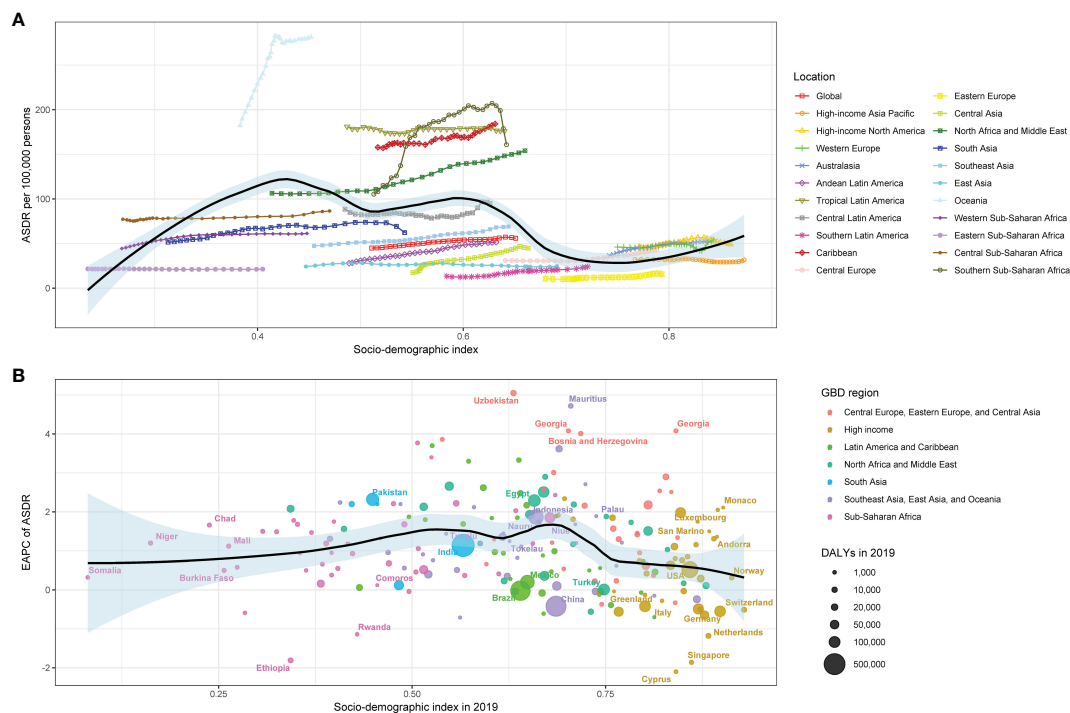 A
ASDR per 100,000 persons
200
100
0
0.4
0.6
0.8
Socio-demographic index
Location
Global
High-income Asia Pacific
High-income North America
Western Europe
Australasia
Andean Latin America
Tropical Latin America
Central Latin America
Southern Latin America
Caribbean
Central Europe
Eastern Europe
Central Asia
North Africa and Middle East
South Asia
Southeast Asia
East Asia
Oceania
Western Sub-Saharan Africa
Eastern Sub-Saharan Africa
Central Sub-Saharan Africa
Southern Sub-Saharan Africa
B
EAPC of ASDR
4
2
0
-2
0.25
0.50
0.75
Socio-demographic index in 2019
Uzbekistan
Mauritius
Georgia
Georgia
Bosnia and Herzegovina
Pakistan
Egypt
Indonesia
Palau
Monaco
Luxembourg
Chad
Nauru
Niue
San Marino
Niger
Mali
India
Tokelau
Andorra
Somalia
Burkina Faso
Comoros
Mexico
Turkey
USA
Norway
Brazil
China
Greenland
Italy
Switzerland
Germany
Rwanda
Netherlands
Ethiopia
Singapore
Cyprus
GBD region
Central Europe, Eastern Europe, and Central Asia
High income
Latin America and Caribbean
North Africa and Middle East
South Asia
Southeast Asia, East Asia, and Oceania
Sub-Saharan Africa
DALYs in 2019
1,000
10,000
20,000
50,000
100,000
500,000